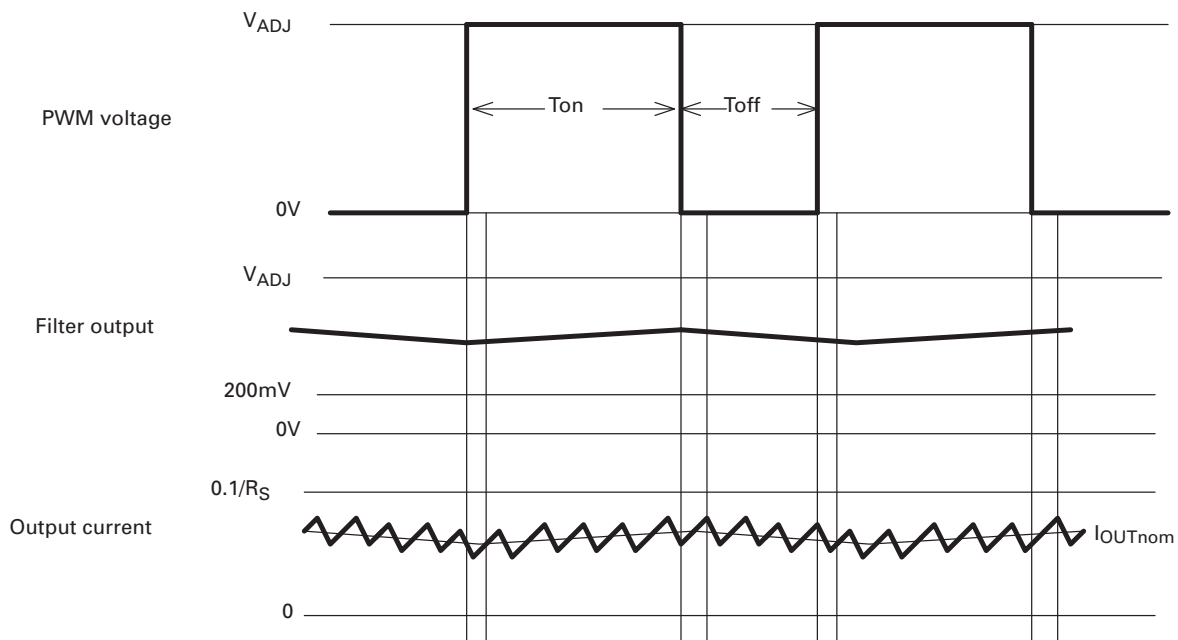 VADJ
PWM voltage
Ton
Toff
0V
VADJ
Filter output
200mV
0V
0.1/RS
Output current
IOUTnom
0